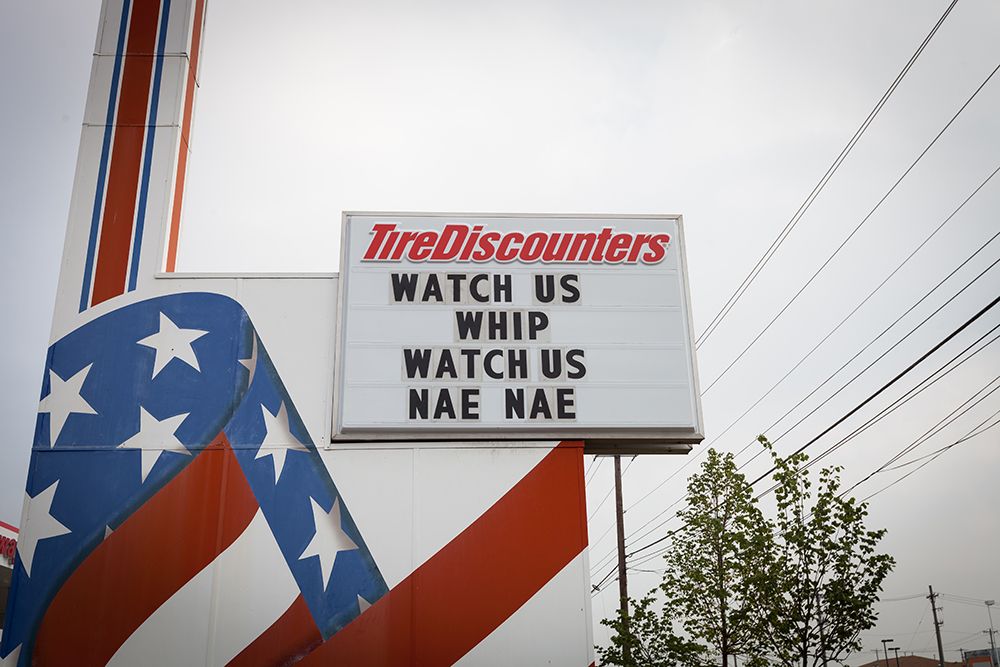 TireDiscounters
WATCH US
WHIP
WATCH US
NAE NAE